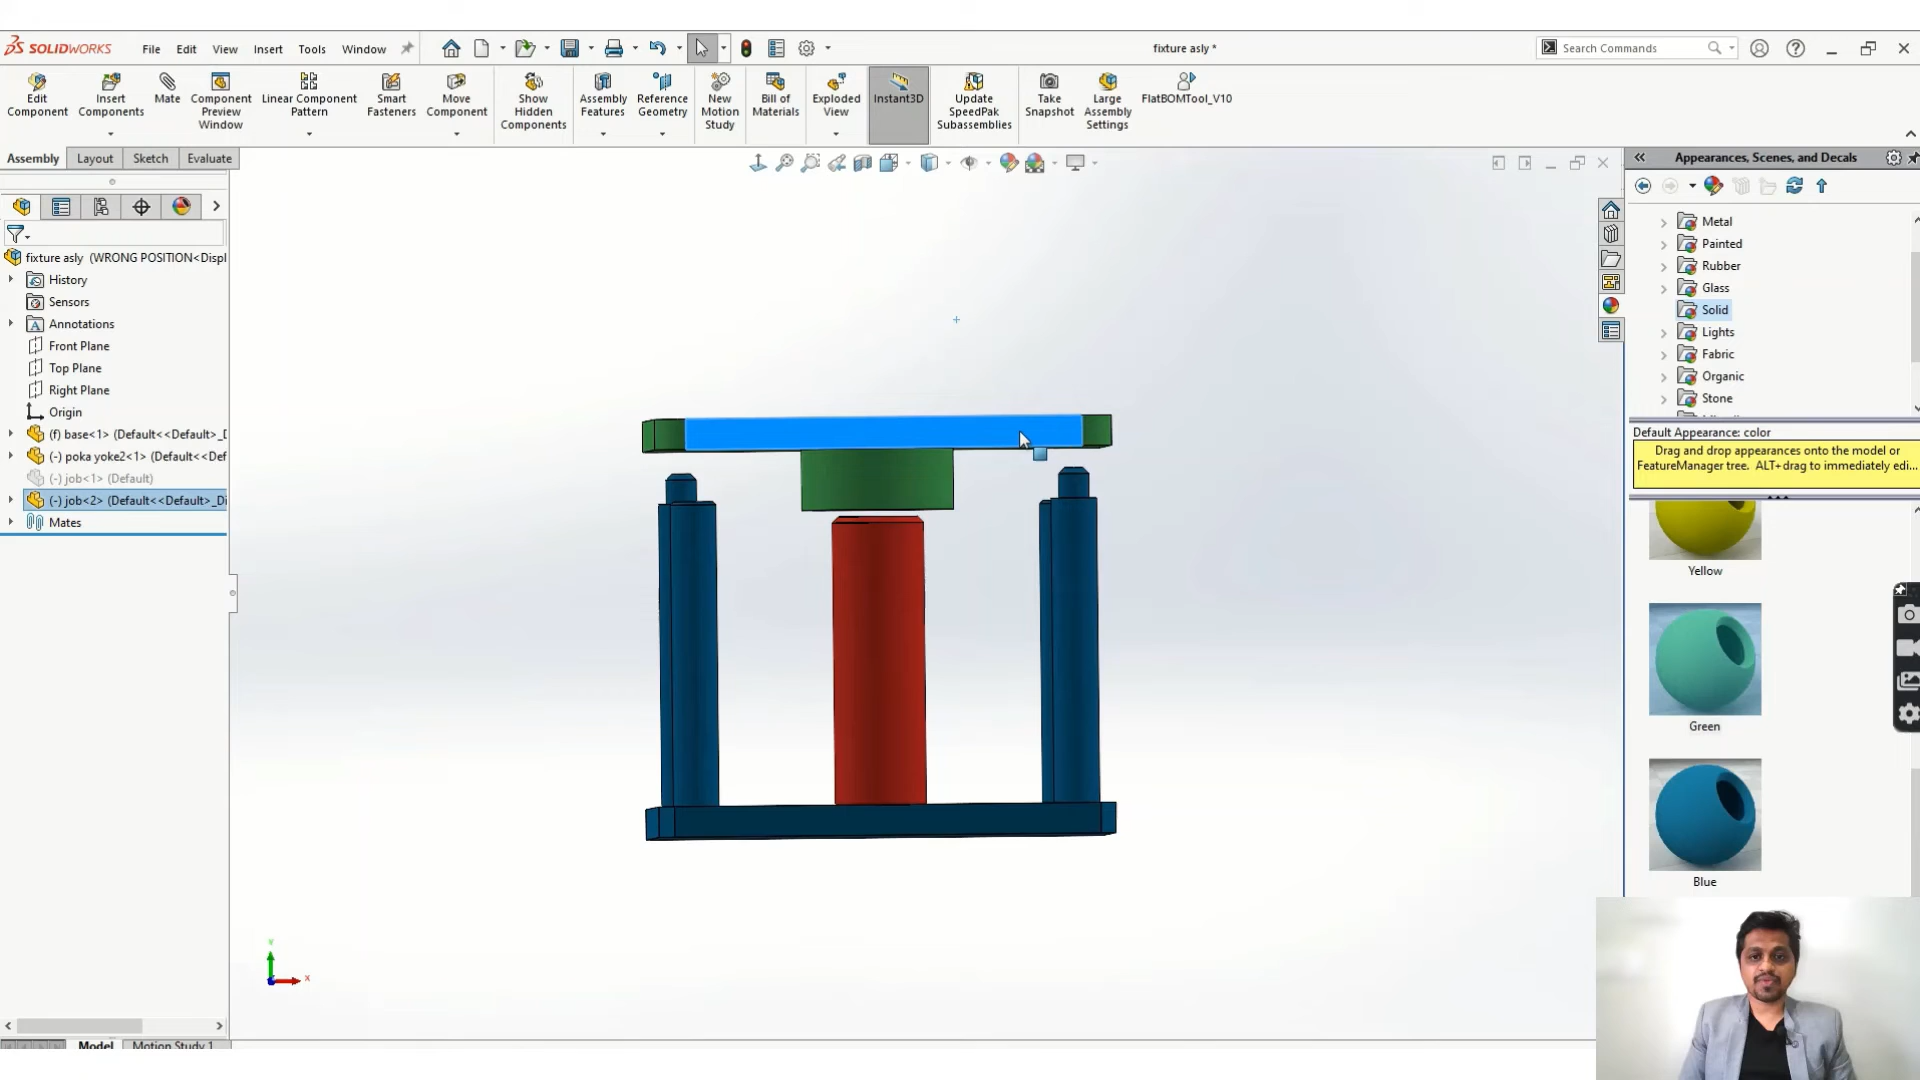 SOLIDWORKS File Edit View Insert Tools Window fixture asly * Search Commands
Edit Component
Insert Components
Mate
Component Preview Window
Linear Component Pattern
Smart Fasteners
Move Component
Show Hidden Components
Assembly Features
Reference Geometry
New Motion Study
Bill of Materials
Exploded View
Instant3D
Update SpeedPak Subassemblies
Take Snapshot
Large Assembly Settings
FlatBOMTool_V10
Assembly Layout Sketch Evaluate
fixture asly (WRONG POSITION<Displ
History
Sensors
Annotations
Front Plane
Top Plane
Right Plane
Origin
(f) base<1> (Default<<Default>_D
(-) poka yoke2<1> (Default<<Def
(-) job<1> (Default)
(-) job<2> (Default<<Default>_Di
Mates
Y
X
Model Motion Study 1
Appearances, Scenes, and Decals
Metal
Painted
Rubber
Glass
Solid
Lights
Fabric
Organic
Stone
Default Appearance: color
Drag and drop appearances onto the model or
FeatureManager tree. ALT+drag to immediately edi...
Yellow
Green
Blue